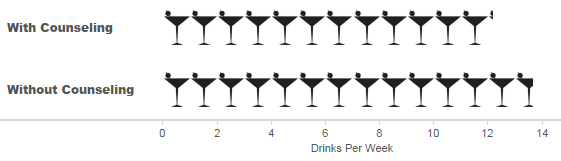 With Counseling
Without Counseling
0 2 4 6 8 10 12 14
Drinks Per Week